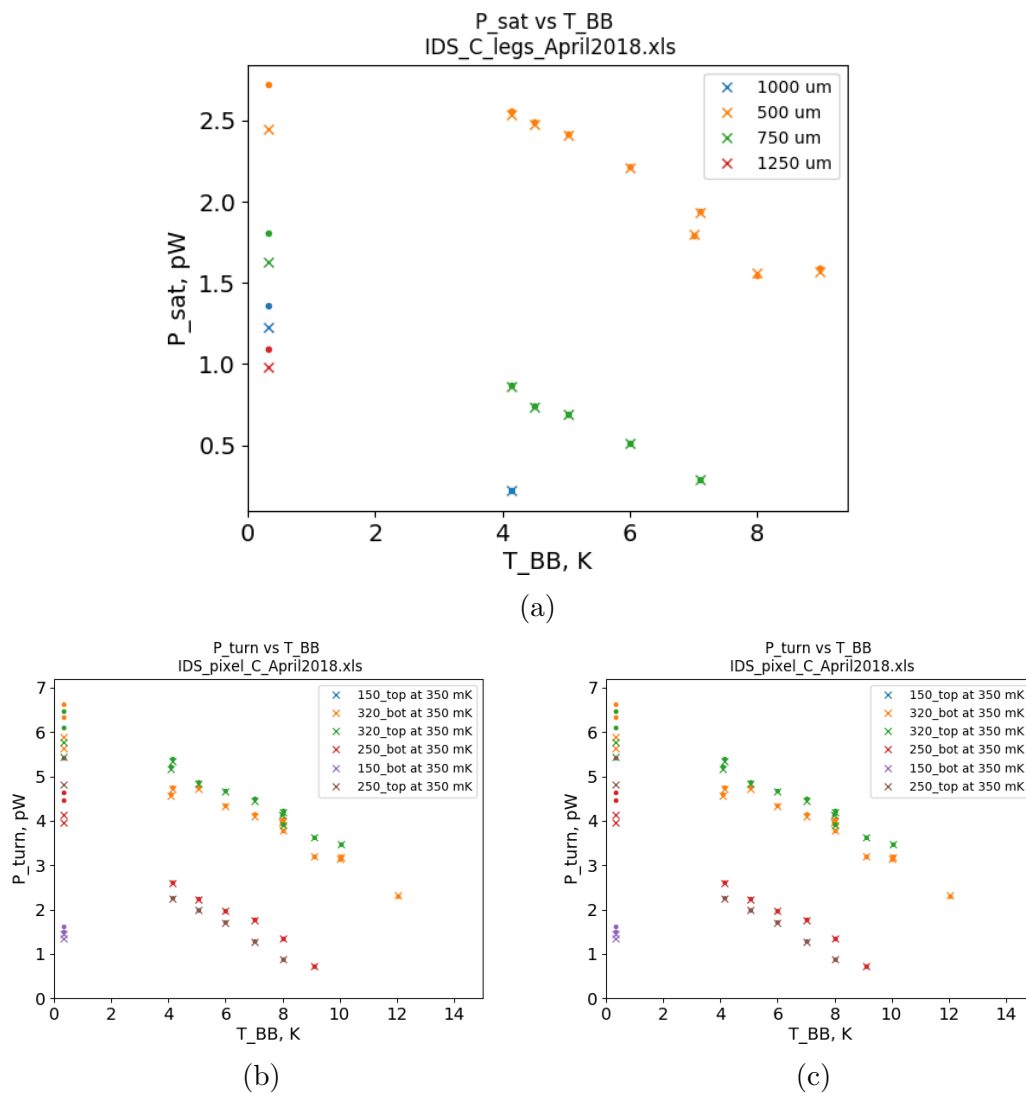 P_sat vs T_BB
IDS_C_legs_April2018.xls
1000 um
500 um
750 um
1250 um
2.5
2.0
1.5
1.0
0.5
P_sat, pW
0 2 4 6 8
T_BB, K
(a)
P_turn vs T_BB
IDS_pixel_C_April2018.xls
150_top at 350 mK
320_bot at 350 mK
320_top at 350 mK
250_bot at 350 mK
150_bot at 350 mK
250_top at 350 mK
7
6
5
4
3
2
1
0
P_turn, pW
0 2 4 6 8 10 12 14
T_BB, K
(b)
P_turn vs T_BB
IDS_pixel_C_April2018.xls
150_top at 350 mK
320_bot at 350 mK
320_top at 350 mK
250_bot at 350 mK
150_bot at 350 mK
250_top at 350 mK
7
6
5
4
3
2
1
0
P_turn, pW
0 2 4 6 8 10 12 14
T_BB, K
(c)